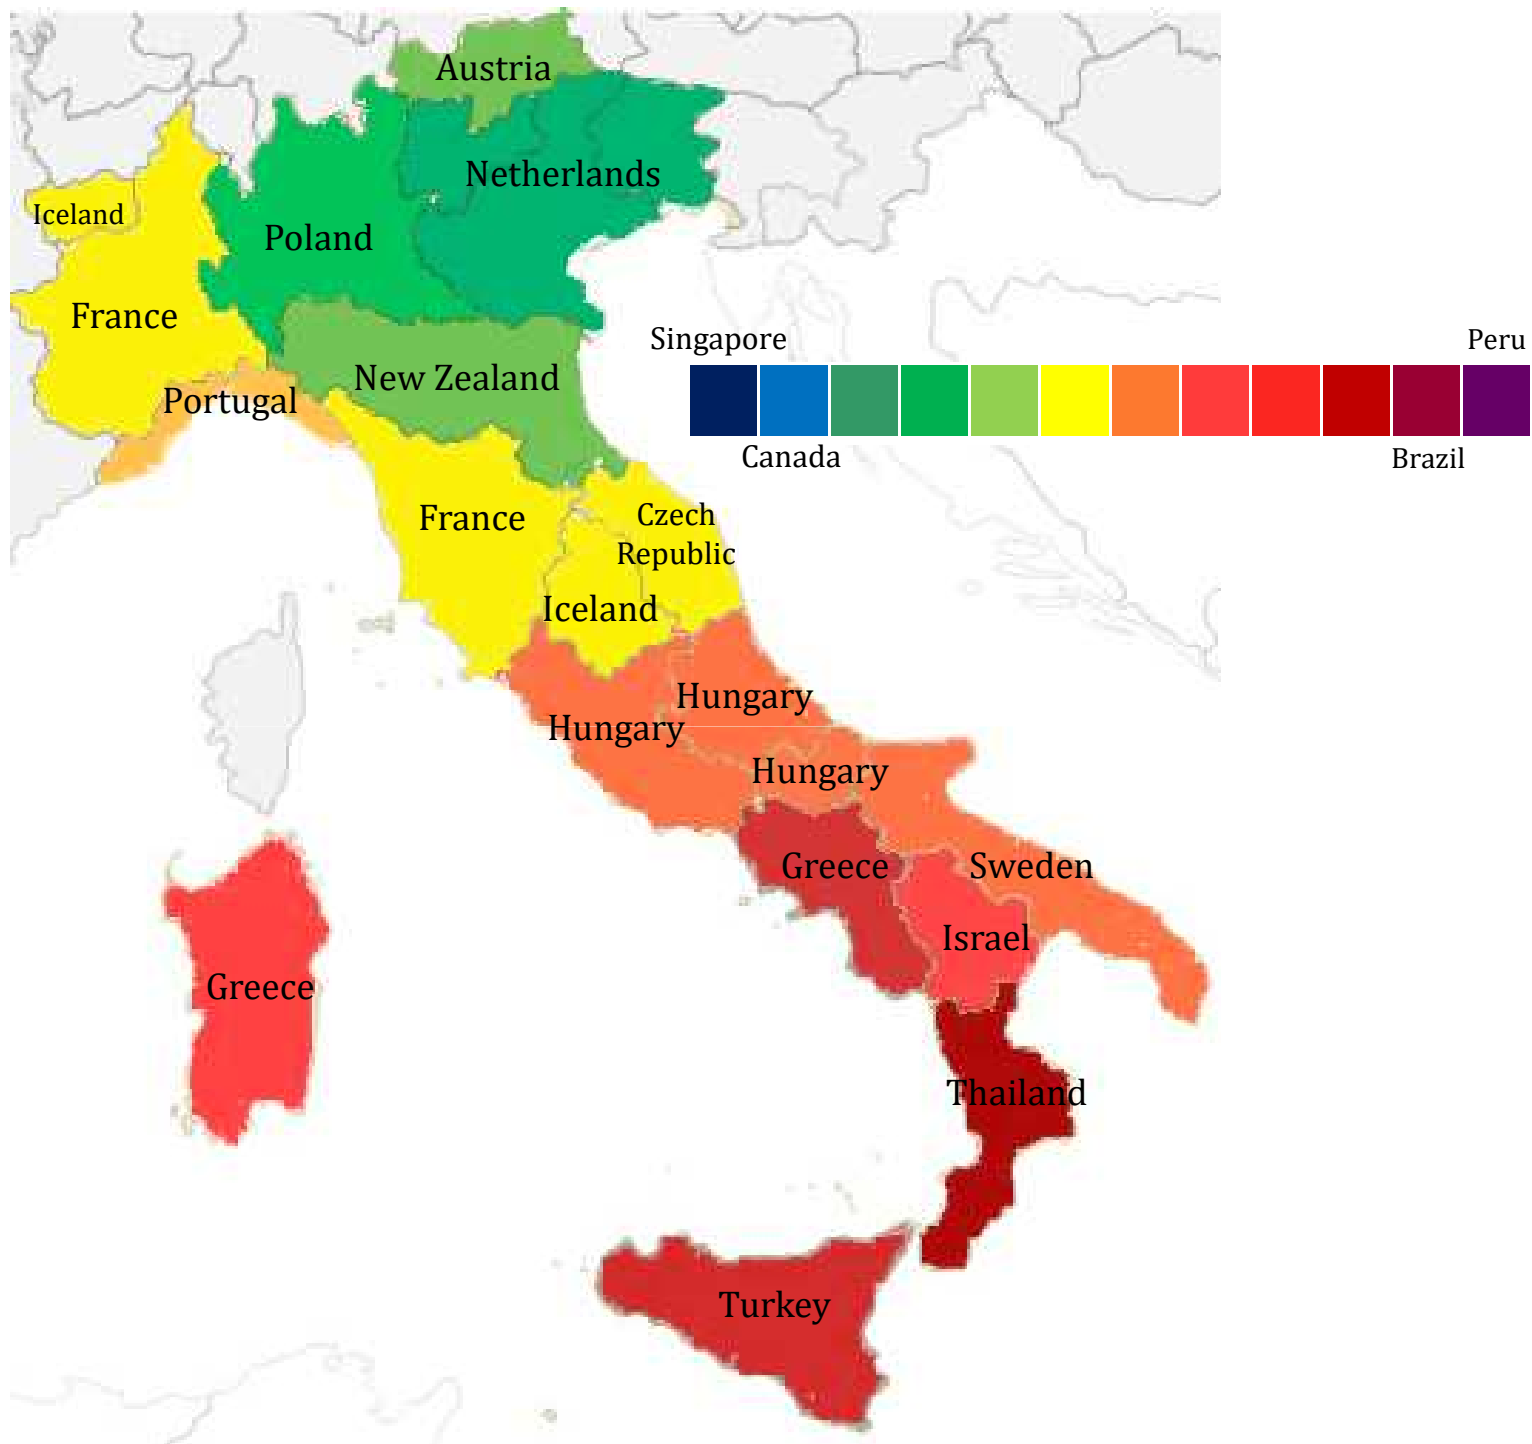 Austria
Netherlands
Iceland
Poland
France
Singapore
Peru
New Zealand
Portugal
Canada
Brazil
France
Czech
Republic
Iceland
Hungary
Hungary
Hungary
Greece
Sweden
Israel
Greece
Thailand
Turkey